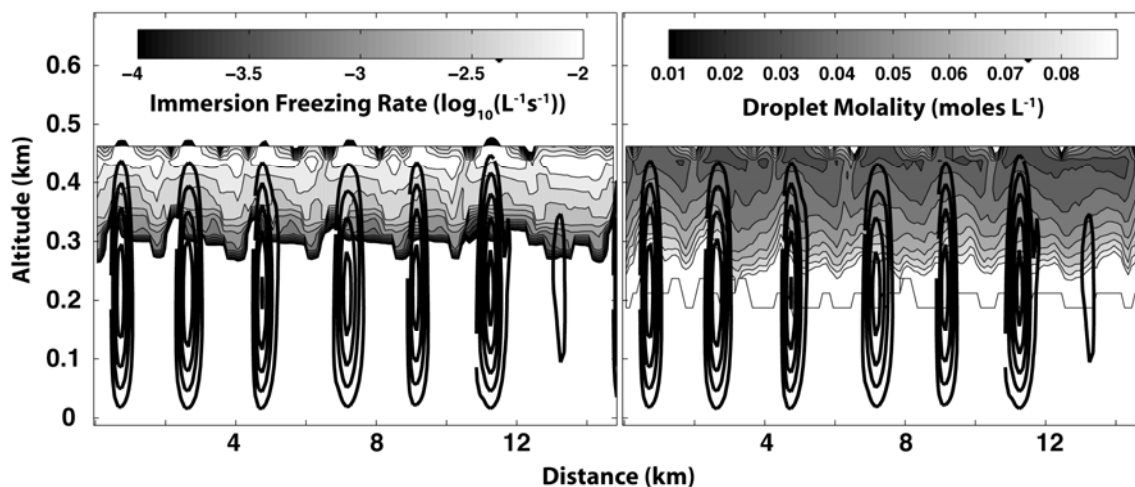 −4 −3.5 −3 −2.5 −2
Immersion Freezing Rate (log₁₀(L⁻¹s⁻¹))
0.01 0.02 0.03 0.04 0.05 0.06 0.07 0.08
Droplet Molality (moles L⁻¹)
Altitude (km)
0.6
0.5
0.4
0.3
0.2
0.1
0
4 8 12
4 8 12
Distance (km)